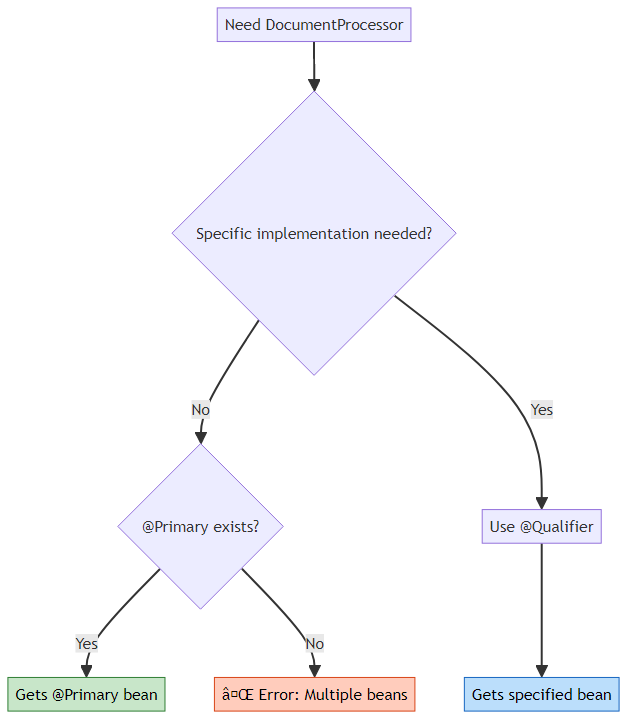 Need DocumentProcessor
Specific implementation needed?
No
Yes
@Primary exists?
Use @Qualifier
Yes
No
Gets @Primary bean
â¤Œ Error: Multiple beans
Gets specified bean